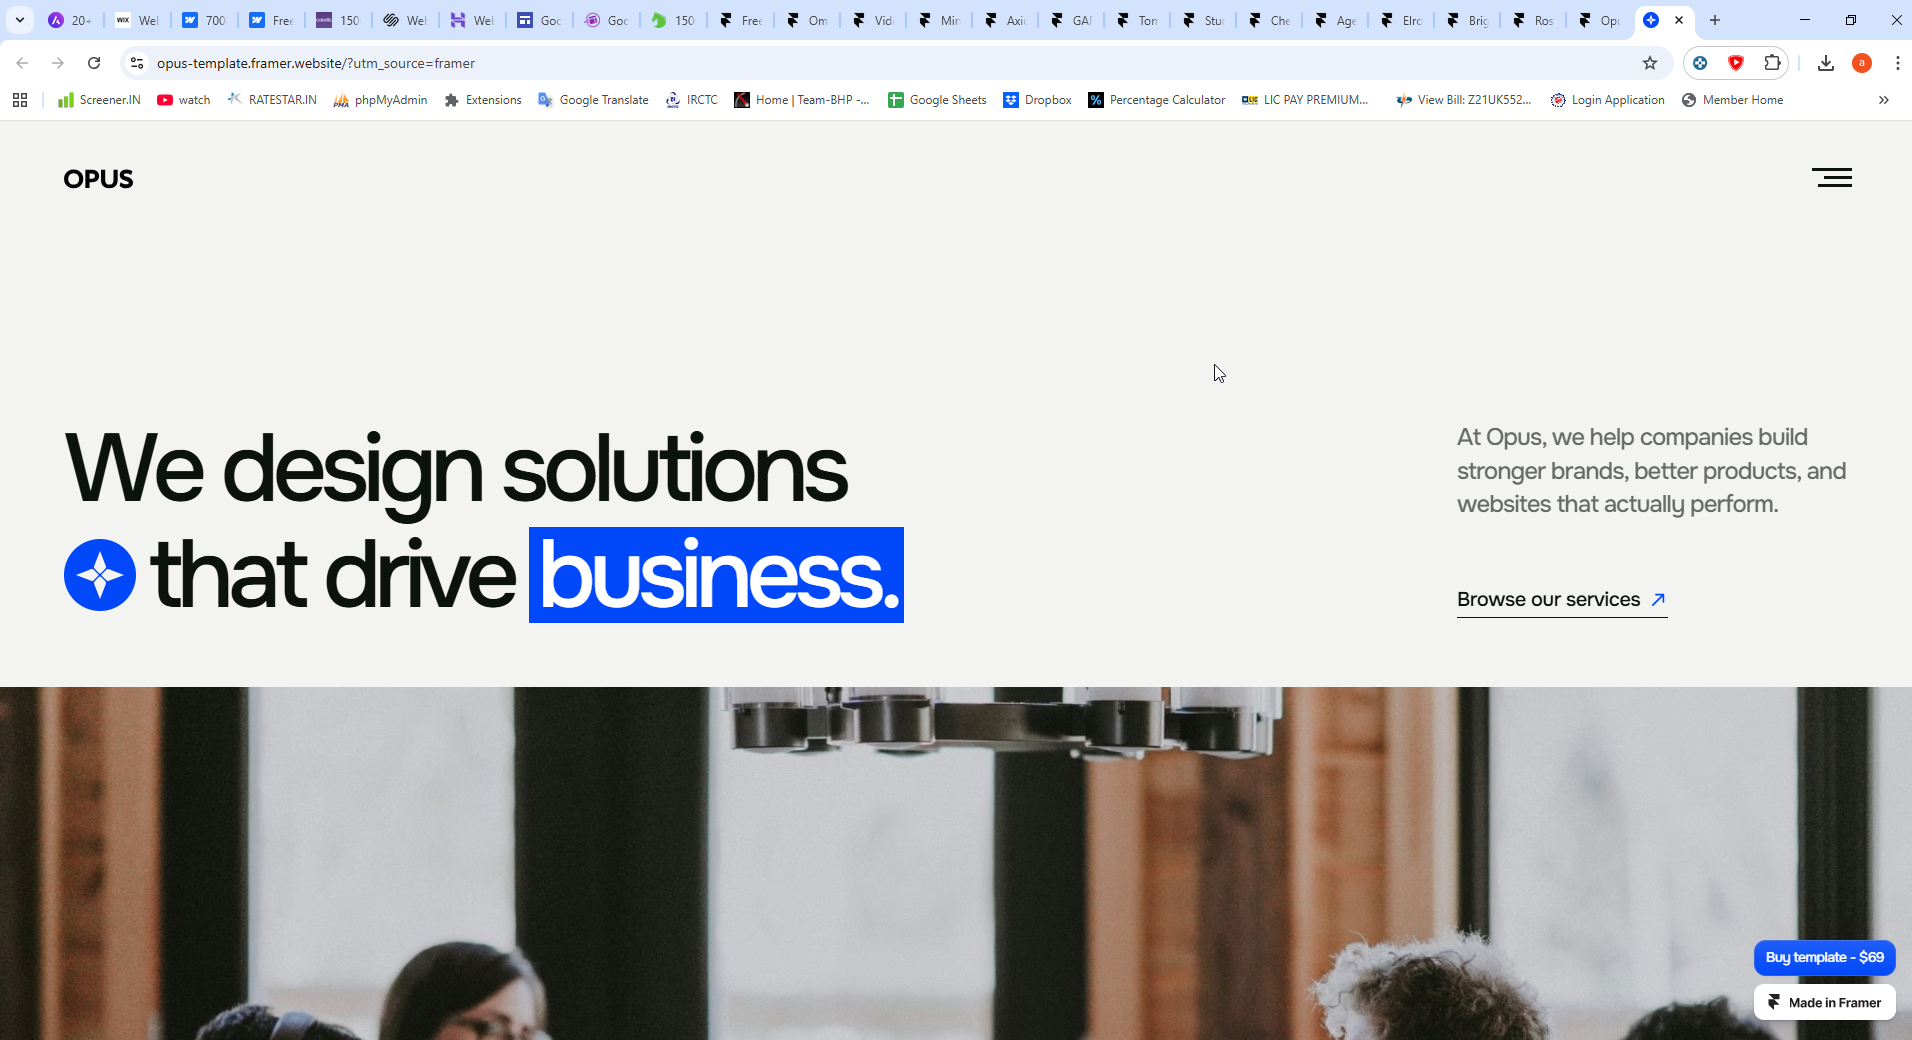 20+
Wel
700
Free
150
Wel
Wel
Goo
Goo
150
Free
Om
Vid
Min
Axi
GA
Tom
Stu
Che
Age
Elro
Brig
Ros
Opu
opus-template.framer.website/?utm_source=framer
a
Screener.IN
watch
RATESTAR.IN
phpMyAdmin
Extensions
Google Translate
IRCTC
Home | Team-BHP -...
Google Sheets
Dropbox
Percentage Calculator
LIC PAY PREMIUM...
View Bill: Z21UK552...
Login Application
Member Home
OPUS
We design solutions
that drive business.
At Opus, we help companies build
stronger brands, better products, and
websites that actually perform.
Browse our services
Buy template - $69
Made in Framer